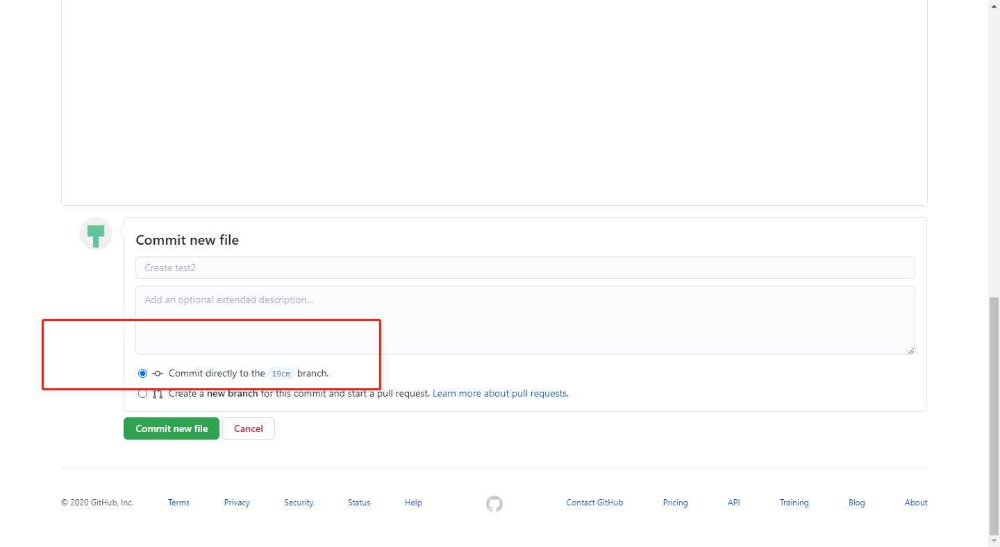 Commit new file
Create test2
Add an optional extended description...
Commit directly to the 19cm branch.
Create a new branch for this commit and start a pull request. Learn more about pull requests.
Commit new file Cancel
© 2020 GitHub, Inc. Terms Privacy Security Status Help Contact GitHub Pricing API Training Blog About